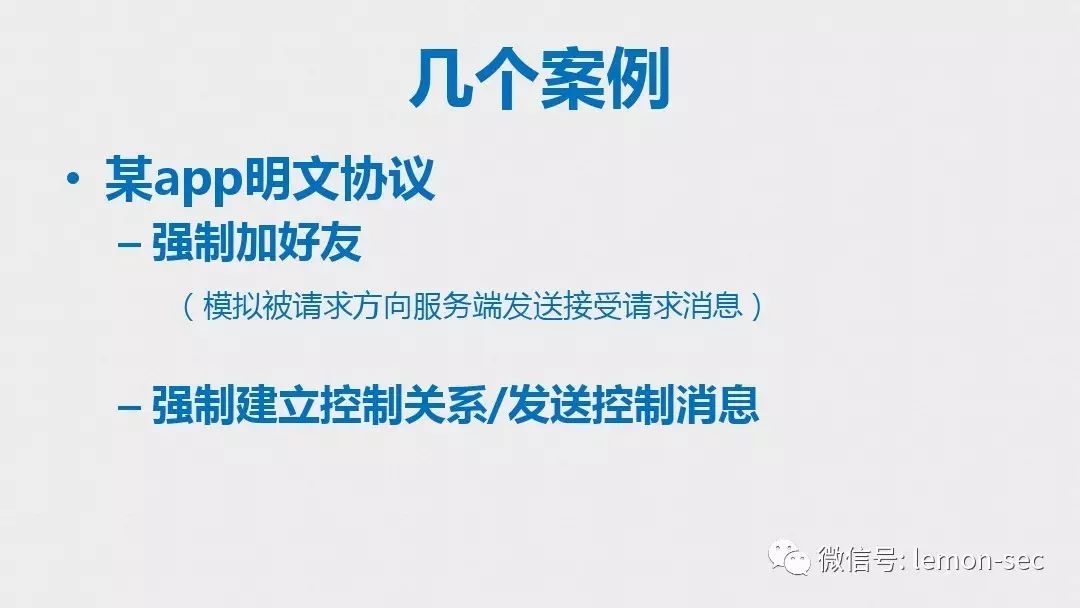 几个案例
• 某app明文协议
– 强制加好友
（模拟被请求方向服务端发送接受请求消息）
– 强制建立控制关系/发送控制消息
微信号: lemon-sec